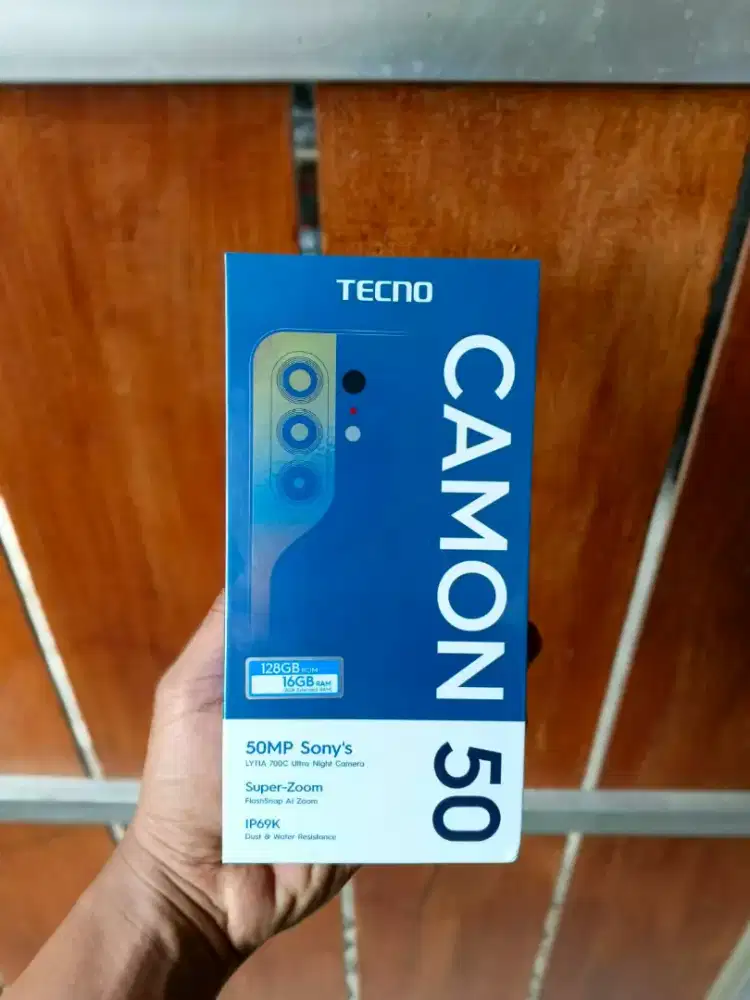 TECNO
CAMON 50
128GB ROM
16GB RAM
50MP Sony's
LYTIA 700C Ultra Night Camera
Super-Zoom
FlashSnap AI Zoom
IP69K
Dust & Water Resistance